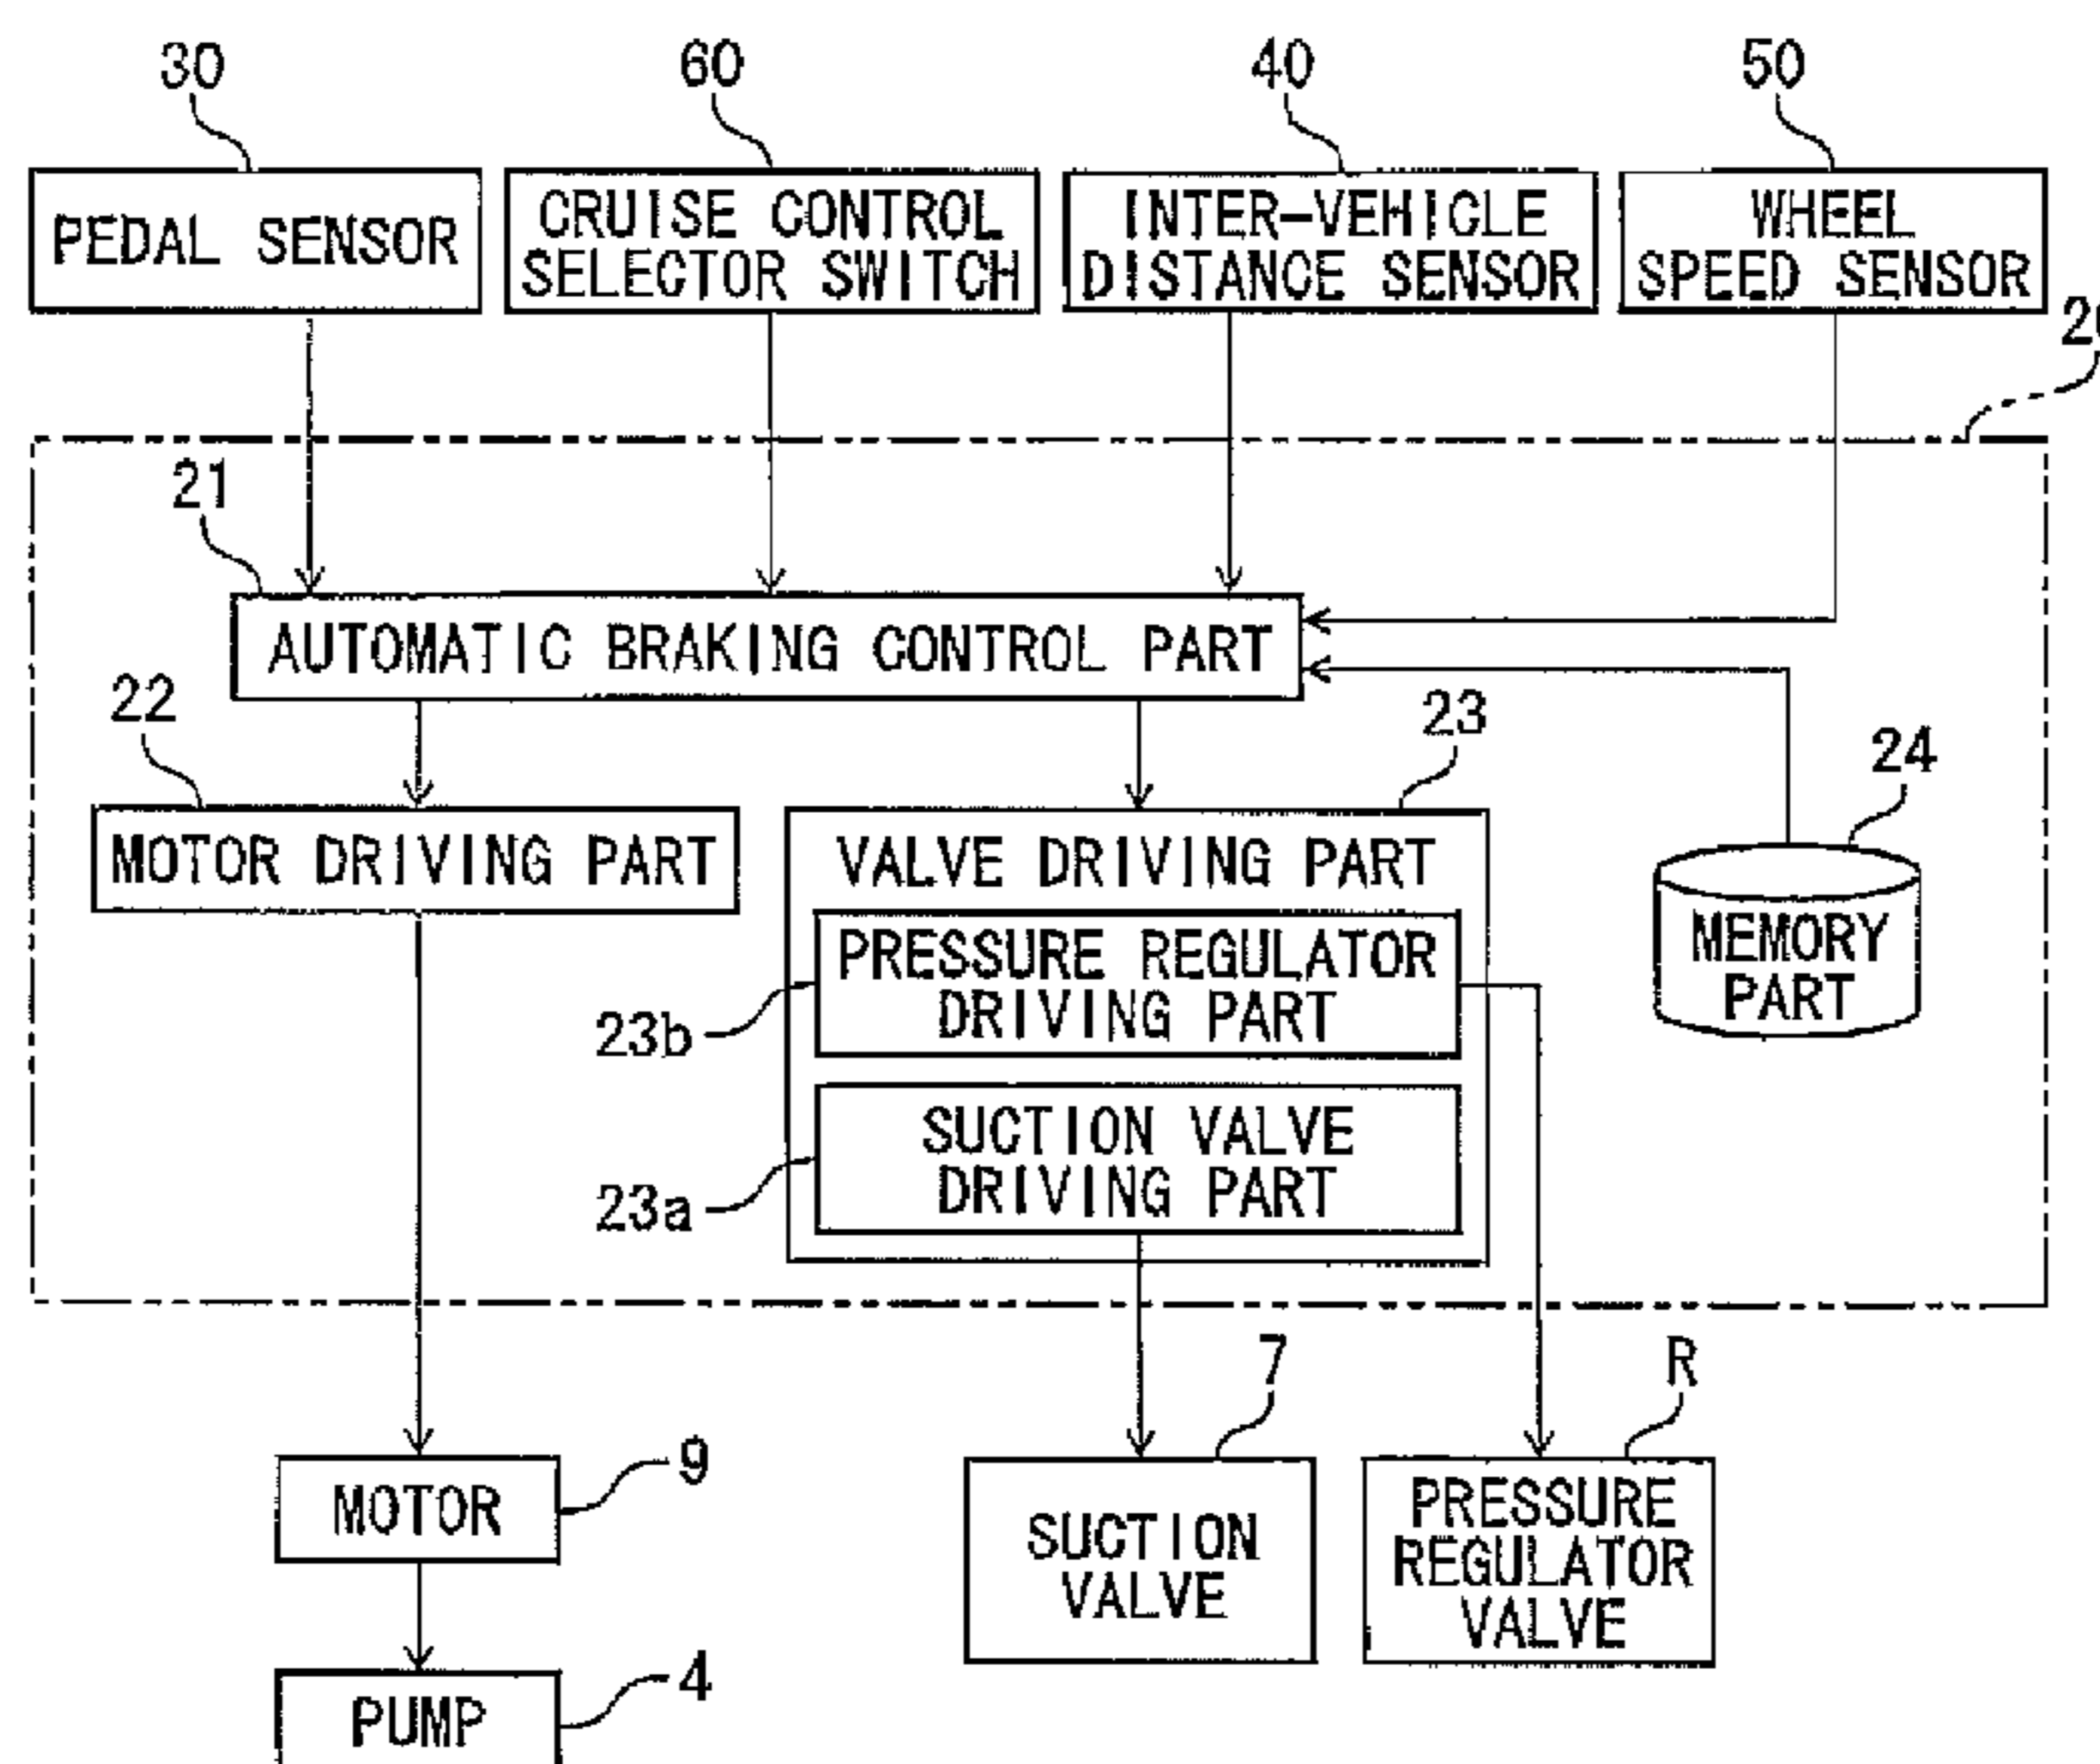 30
60
40
50
PEDAL SENSOR
CRUISE CONTROL
SELECTOR SWITCH
INTER-VEHICLE
DISTANCE SENSOR
WHEEL
SPEED SENSOR
21
AUTOMATIC BRAKING CONTROL PART
22
23
24
MOTOR DRIVING PART
VALVE DRIVING PART
PRESSURE REGULATOR
DRIVING PART
23b
MEMORY
PART
SUCTION VALVE
DRIVING PART
23a
7
R
MOTOR
9
SUCTION
VALVE
PRESSURE
REGULATOR
VALVE
PUMP
4